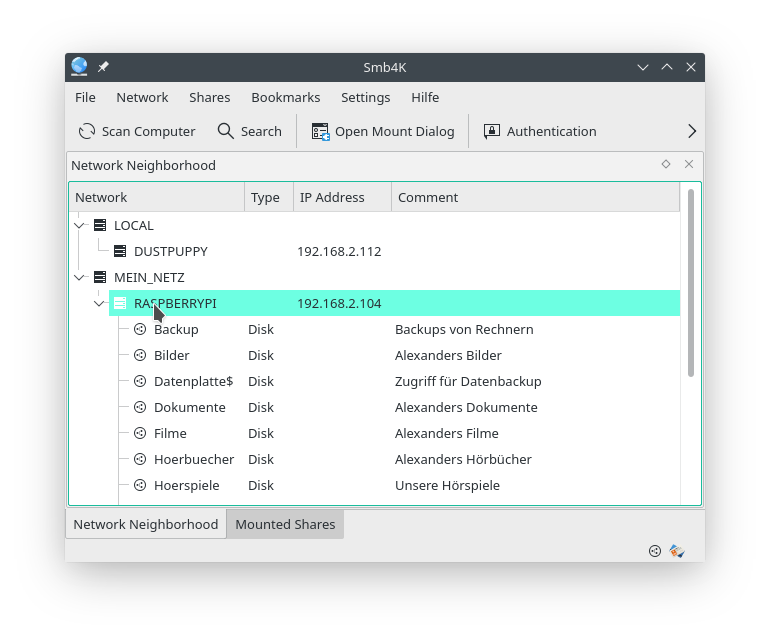 Smb4K
File Network Shares Bookmarks Settings Hilfe
Scan Computer Search Open Mount Dialog Authentication
Network Neighborhood
Network Type IP Address Comment
LOCAL
DUSTPUPPY 192.168.2.112
MEIN_NETZ
RASPBERRYPI 192.168.2.104
Backup Disk Backups von Rechnern
Bilder Disk Alexanders Bilder
Datenplatte$ Disk Zugriff für Datenbackup
Dokumente Disk Alexanders Dokumente
Filme Disk Alexanders Filme
Hoerbuecher Disk Alexanders Hörbücher
Hoerspiele Disk Unsere Hörspiele
Network Neighborhood Mounted Shares